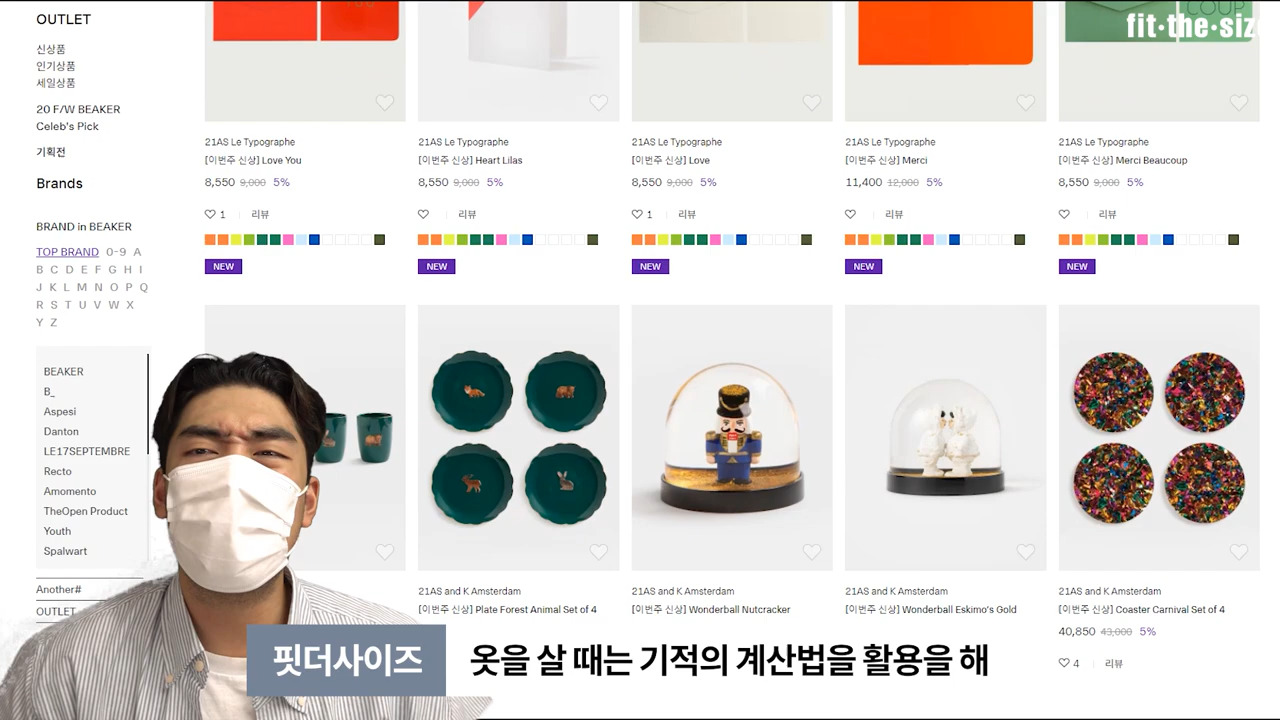 OUTLET
신상품
인기상품
세일상품
20 F/W BEAKER
Celeb's Pick
기획전
Brands
BRAND in BEAKER
TOP BRAND 0-9 A
B C D E F G H I
J K L M N O P Q
R S T U V W X
Y Z
BEAKER
B_
Aspesi
Danton
LE17SEPTEMBRE
Recto
Amomento
TheOpen Product
Youth
Spalwart
Another#
OUTLET
fit·the·siz
COUP
21AS Le Typographe
[이번주 신상] Love You
8,550 9,000 5%
1 리뷰
NEW
21AS Le Typographe
[이번주 신상] Heart Lilas
8,550 9,000 5%
리뷰
NEW
21AS Le Typographe
[이번주 신상] Love
8,550 9,000 5%
1 리뷰
NEW
21AS Le Typographe
[이번주 신상] Merci
11,400 12,000 5%
리뷰
NEW
21AS Le Typographe
[이번주 신상] Merci Beaucoup
8,550 9,000 5%
리뷰
NEW
21AS and K Amsterdam
[이번주 신상] Plate Forest Animal Set of 4
21AS and K Amsterdam
[이번주 신상] Wonderball Nutcracker
21AS and K Amsterdam
[이번주 신상] Wonderball Eskimo's Gold
21AS and K Amsterdam
[이번주 신상] Coaster Carnival Set of 4
40,850 43,000 5%
4 리뷰
핏더사이즈
옷을 살 때는 기적의 계산법을 활용을 해